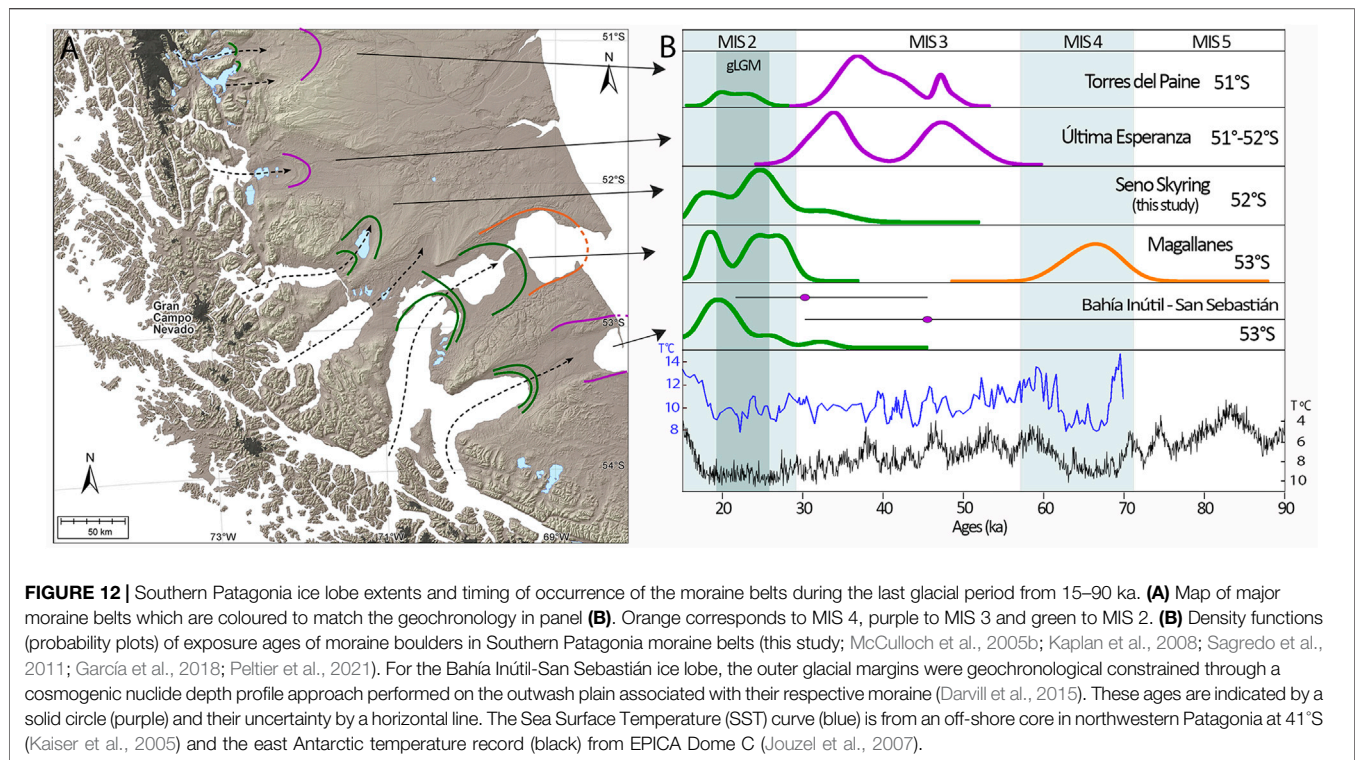 A
51°S
N
52°S
Gran
Campo
Nevado
53°S
N
54°S
50 km
73°W
71°W
69°W
B
MIS 2
MIS 3
MIS 4
MIS 5
gLGM
Torres del Paine 51°S
Última Esperanza 51°-52°S
Seno Skyring
(this study)
52°S
Magallanes
53°S
Bahía Inútil - San Sebastián
53°S
T°C
14
12
10
8
T°C
4
6
8
10
20 30 40 50 60 70 80 90
Ages (ka)
FIGURE 12 | Southern Patagonia ice lobe extents and timing of occurrence of the moraine belts during the last glacial period from 15–90 ka. (A) Map of major
moraine belts which are coloured to match the geochronology in panel (B). Orange corresponds to MIS 4, purple to MIS 3 and green to MIS 2. (B) Density functions
(probability plots) of exposure ages of moraine boulders in Southern Patagonia moraine belts (this study; McCulloch et al., 2005b; Kaplan et al., 2008; Sagredo et al.,
2011; García et al., 2018; Peltier et al., 2021). For the Bahía Inútil-San Sebastián ice lobe, the outer glacial margins were geochronological constrained through a
cosmogenic nuclide depth profile approach performed on the outwash plain associated with their respective moraine (Darvill et al., 2015). These ages are indicated by a
solid circle (purple) and their uncertainty by a horizontal line. The Sea Surface Temperature (SST) curve (blue) is from an off-shore core in northwestern Patagonia at 41°S
(Kaiser et al., 2005) and the east Antarctic temperature record (black) from EPICA Dome C (Jouzel et al., 2007).